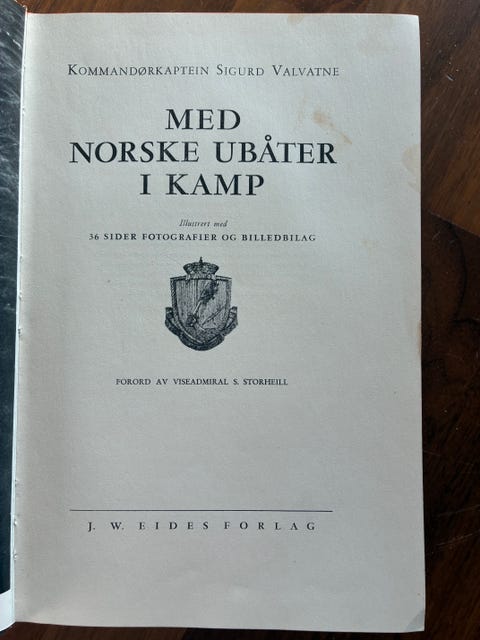 KOMMANDØRKAPTEIN SIGURD VALVATNE
MED
NORSKE UBÅTER
I KAMP
Illustrert med
36 SIDER FOTOGRAFIER OG BILLEDBILAG
FORORD AV VISEADMIRAL S. STORHEILL
J. W. EIDES FORLAG